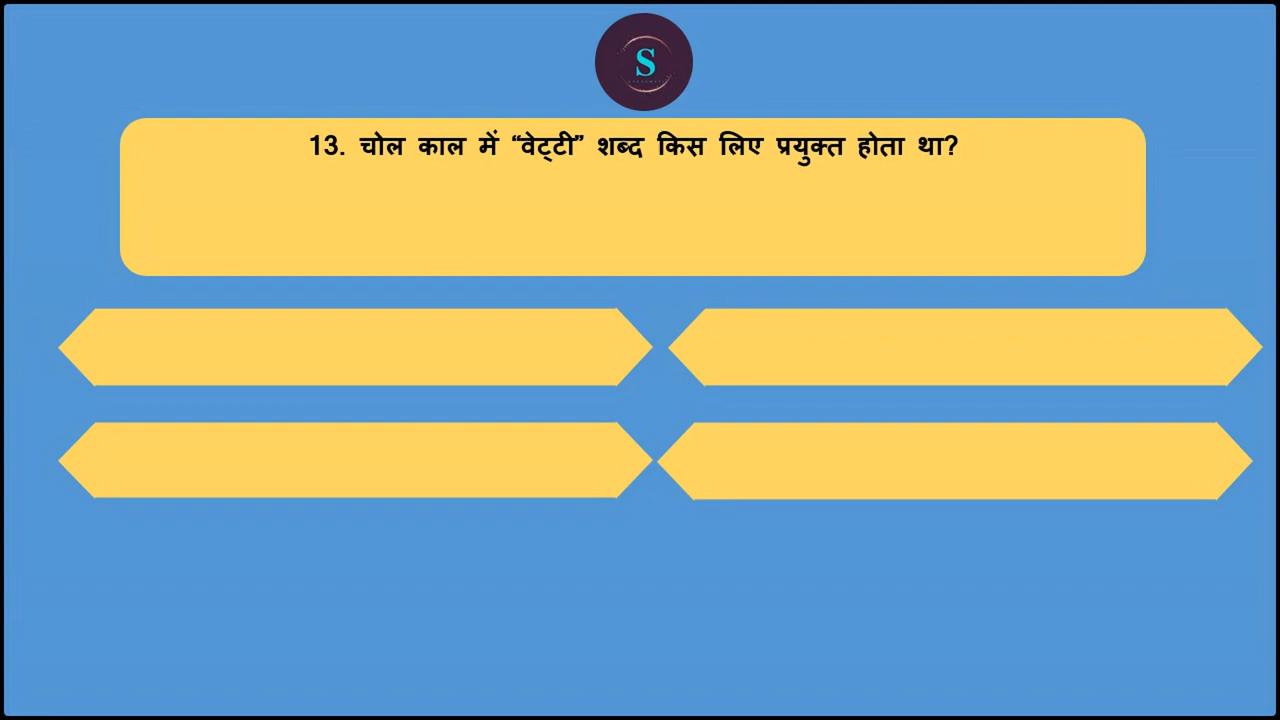 S
13. चोल काल में “वेट्टी” शब्द किस लिए प्रयुक्त होता था?